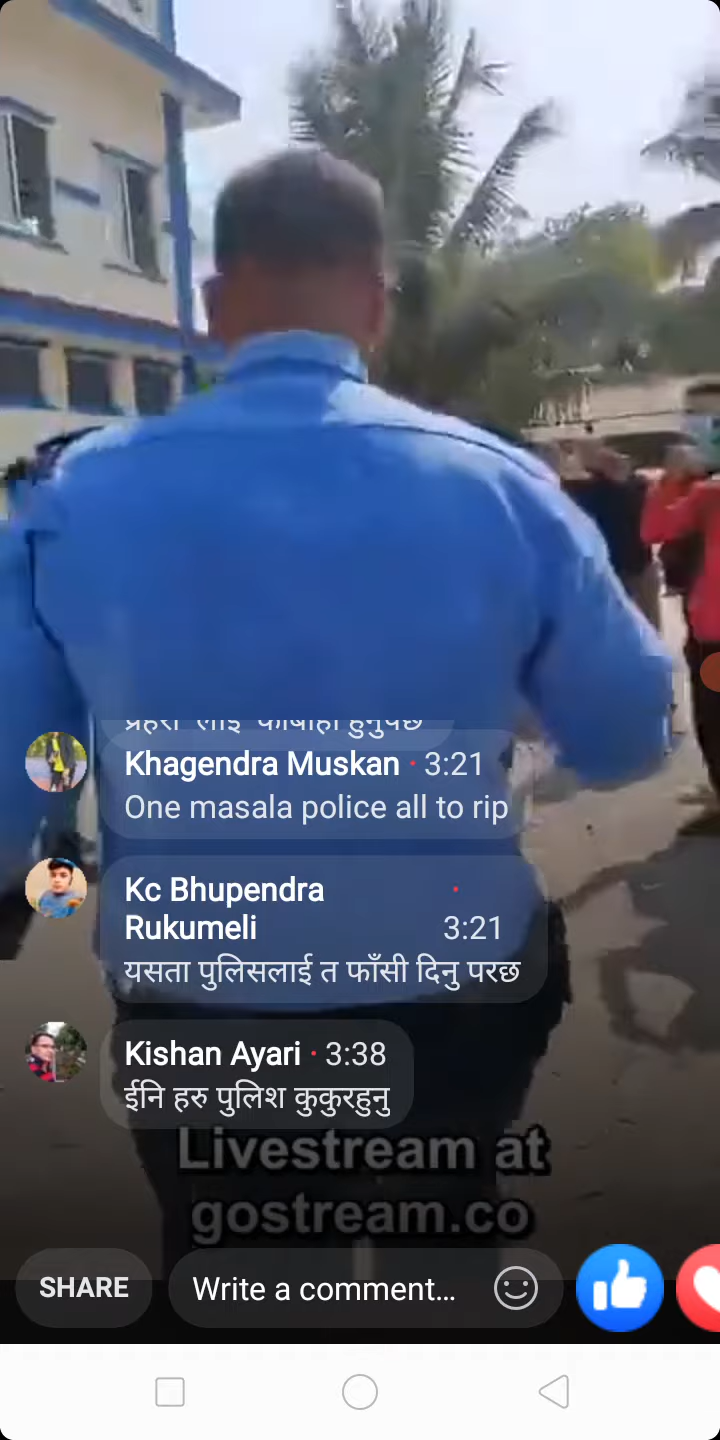 Khagendra Muskan · 3:21
One masala police all to rip
Kc Bhupendra ·
Rukumeli 3:21
यसता पुलिसलाई त फाँसी दिनु परछ
Kishan Ayari · 3:38
ईनि हरु पुलिश कुकुरहुनु
Livestream at
gostream.co
SHARE
Write a comment...